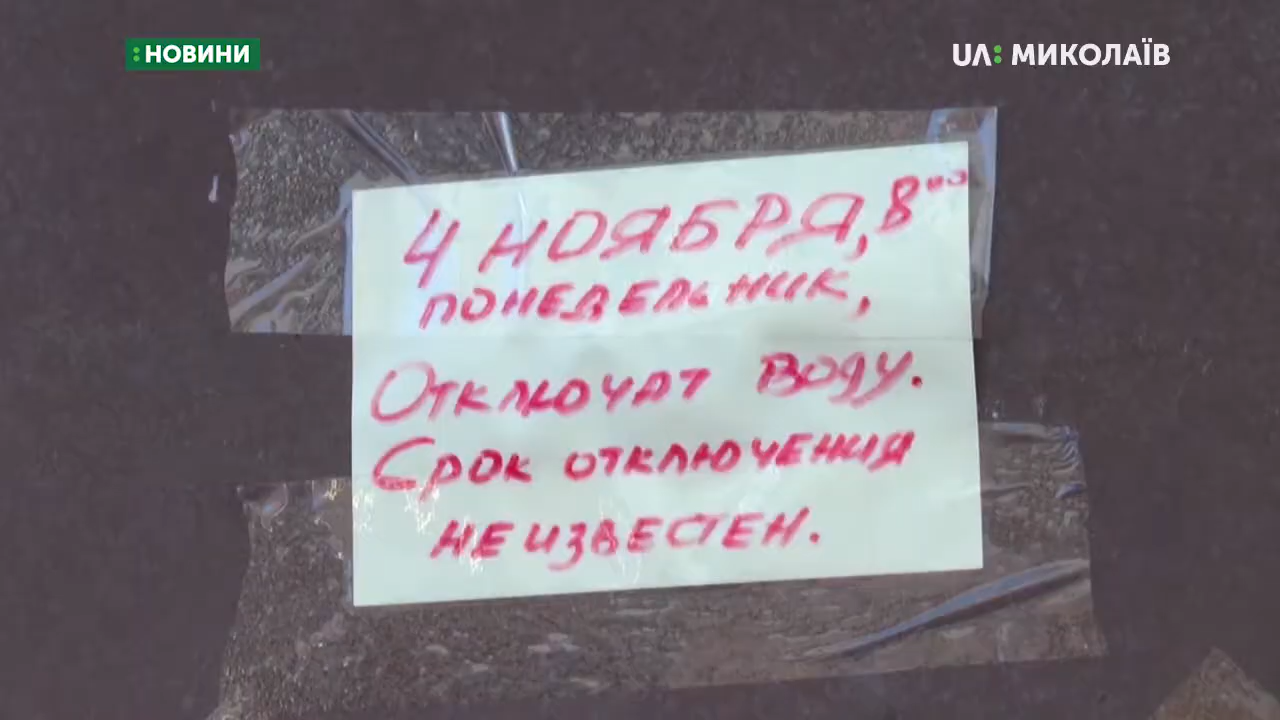 :НОВИНИ
UA: МИКОЛАЇВ
4 НОЯБРЯ, 8⁰⁰
ПОНЕДЕЛЬНИК,
ОТКЛЮЧАТ ВОДУ.
СРОК ОТКЛЮЧЕНИЯ
НЕИЗВЕСТЕН.